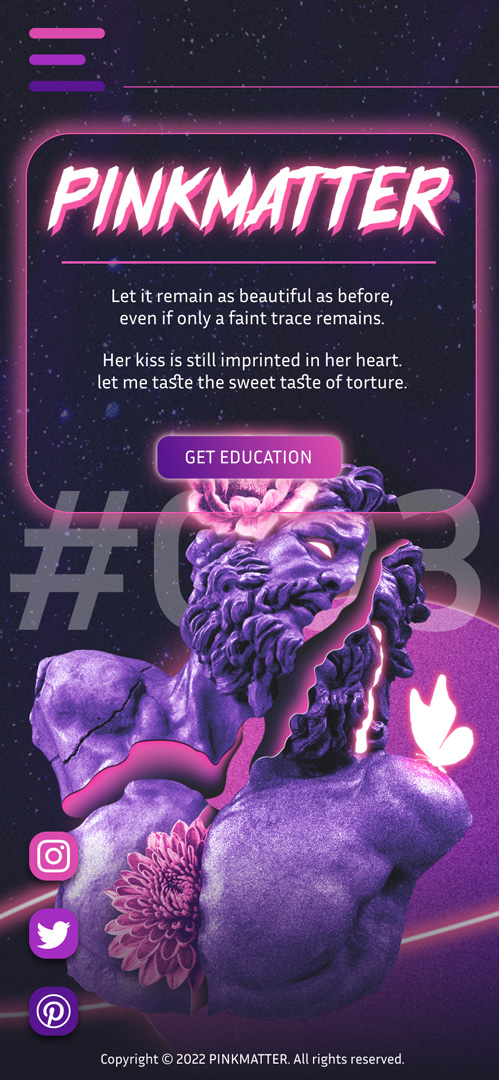 PINKMATTER
Let it remain as beautiful as before,
even if only a faint trace remains.
Her kiss is still imprinted in her heart.
let me taste the sweet taste of torture.
GET EDUCATION
#003
Copyright © 2022 PINKMATTER. All rights reserved.